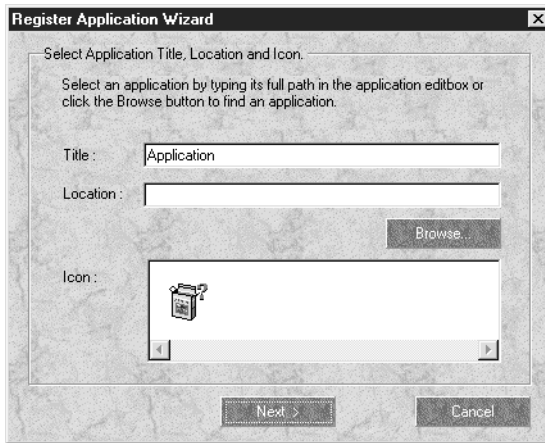 Register Application Wizard
Select Application Title, Location and Icon.
Select an application by typing its full path in the application editbox or
click the Browse button to find an application.
Title :
Application
Location :
Browse...
Icon :
Next >
Cancel